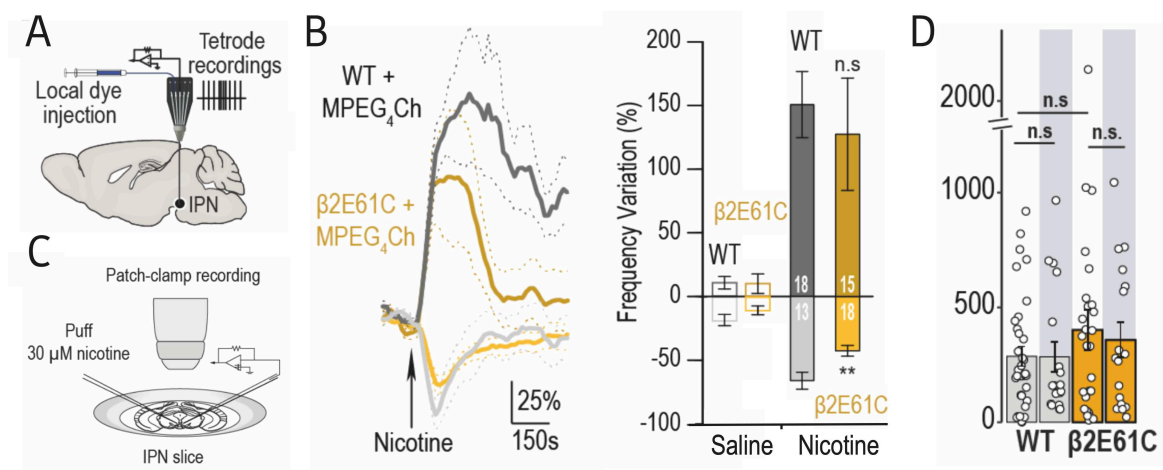 A
Tetrode
recordings
Local dye
injection
IPN
B
WT +
MPEG₄Ch
β2E61C +
MPEG₄Ch
Nicotine
25%
150s
Frequency Variation (%)
200
150
100
50
0
-50
-100
WT
n.s
β2E61C
WT
18
15
13
18
**
β2E61C
Saline
Nicotine
C
Patch-clamp recording
Puff
30 µM nicotine
IPN slice
D
2000
1000
500
0
n.s
n.s
n.s.
WT
β2E61C